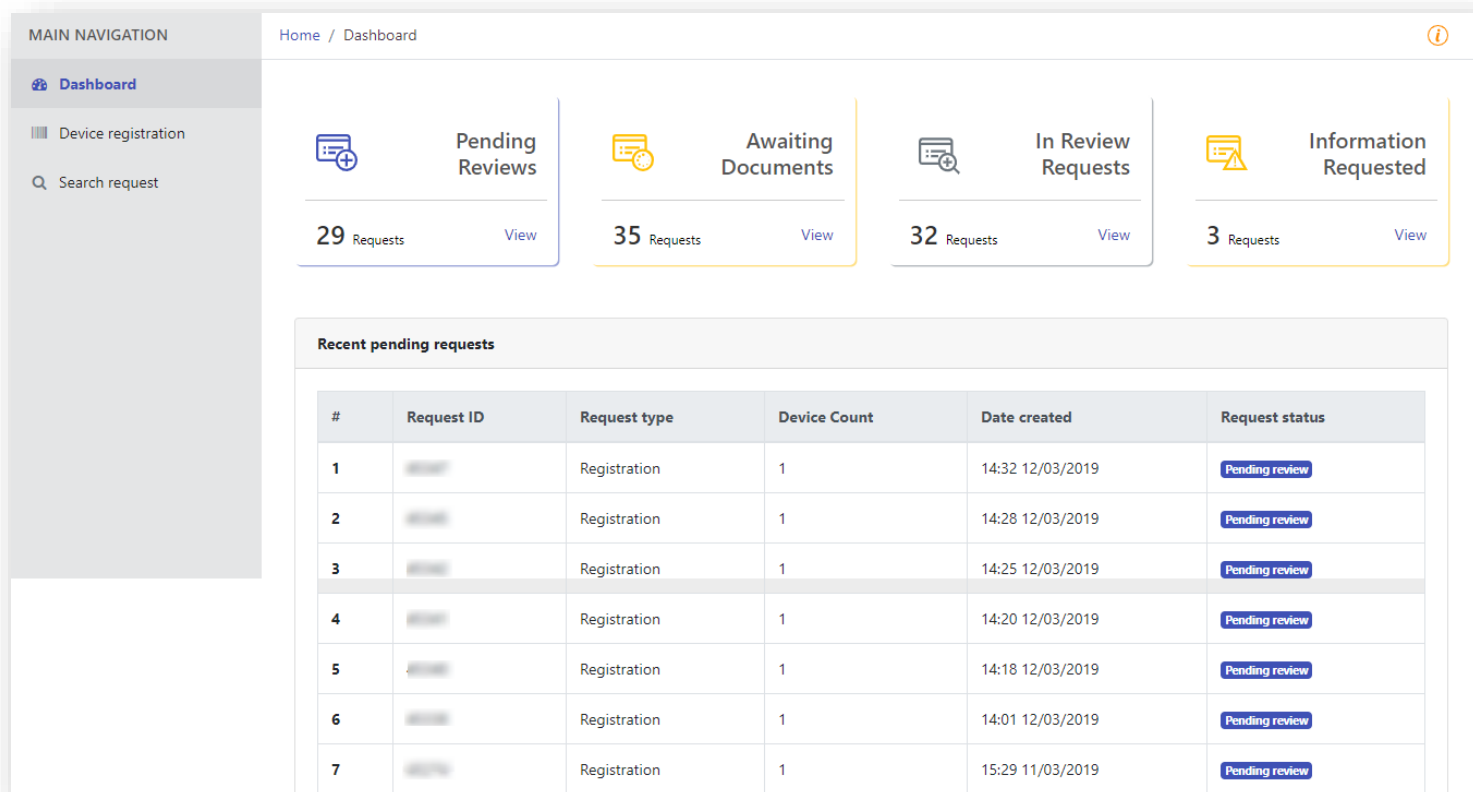 MAIN NAVIGATION
Home / Dashboard
Dashboard
Device registration
Search request
Pending Reviews
29 Requests View
Awaiting Documents
35 Requests View
In Review Requests
32 Requests View
Information Requested
3 Requests View
Recent pending requests
# Request ID Request type Device Count Date created Request status
1 Registration 1 14:32 12/03/2019 Pending review
2 Registration 1 14:28 12/03/2019 Pending review
3 Registration 1 14:25 12/03/2019 Pending review
4 Registration 1 14:20 12/03/2019 Pending review
5 Registration 1 14:18 12/03/2019 Pending review
6 Registration 1 14:01 12/03/2019 Pending review
7 Registration 1 15:29 11/03/2019 Pending review